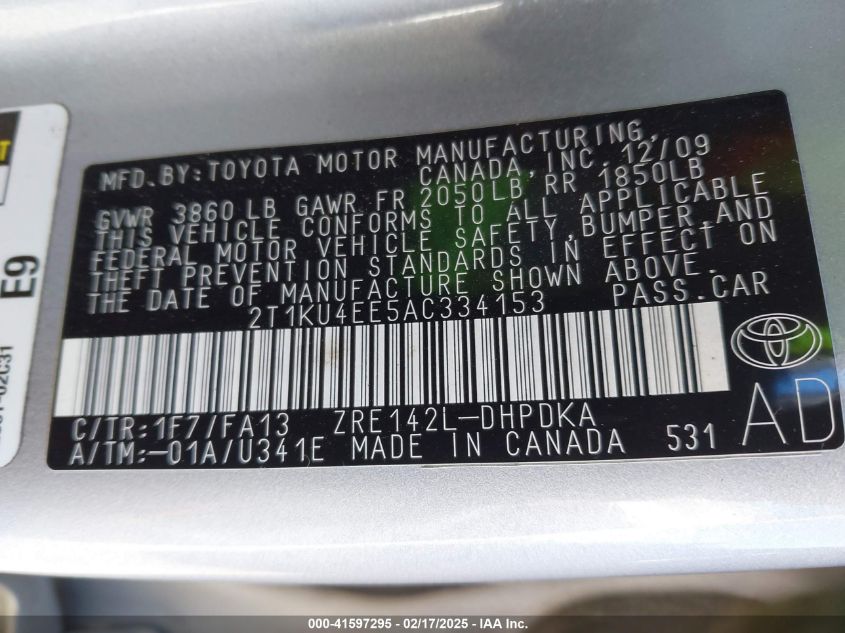 MFD.BY:TOYOTA MOTOR MANUFACTURING,
CANADA, INC. 12/09
GVWR 3860 LB GAWR FR 2050LB RR 1850LB
THIS VEHICLE CONFORMS TO ALL APPLICABLE
FEDERAL MOTOR VEHICLE SAFETY, BUMPER AND
THEFT PREVENTION STANDARDS IN EFFECT ON
THE DATE OF MANUFACTURE SHOWN ABOVE.
2T1KU4EE5AC334153 PASS.CAR
C/TR:1F7/FA13 ZRE142L-DHPDKA
A/TM:-01A/U341E MADE IN CANADA 531
AD
E9
000-41597295 - 02/17/2025 - IAA Inc.